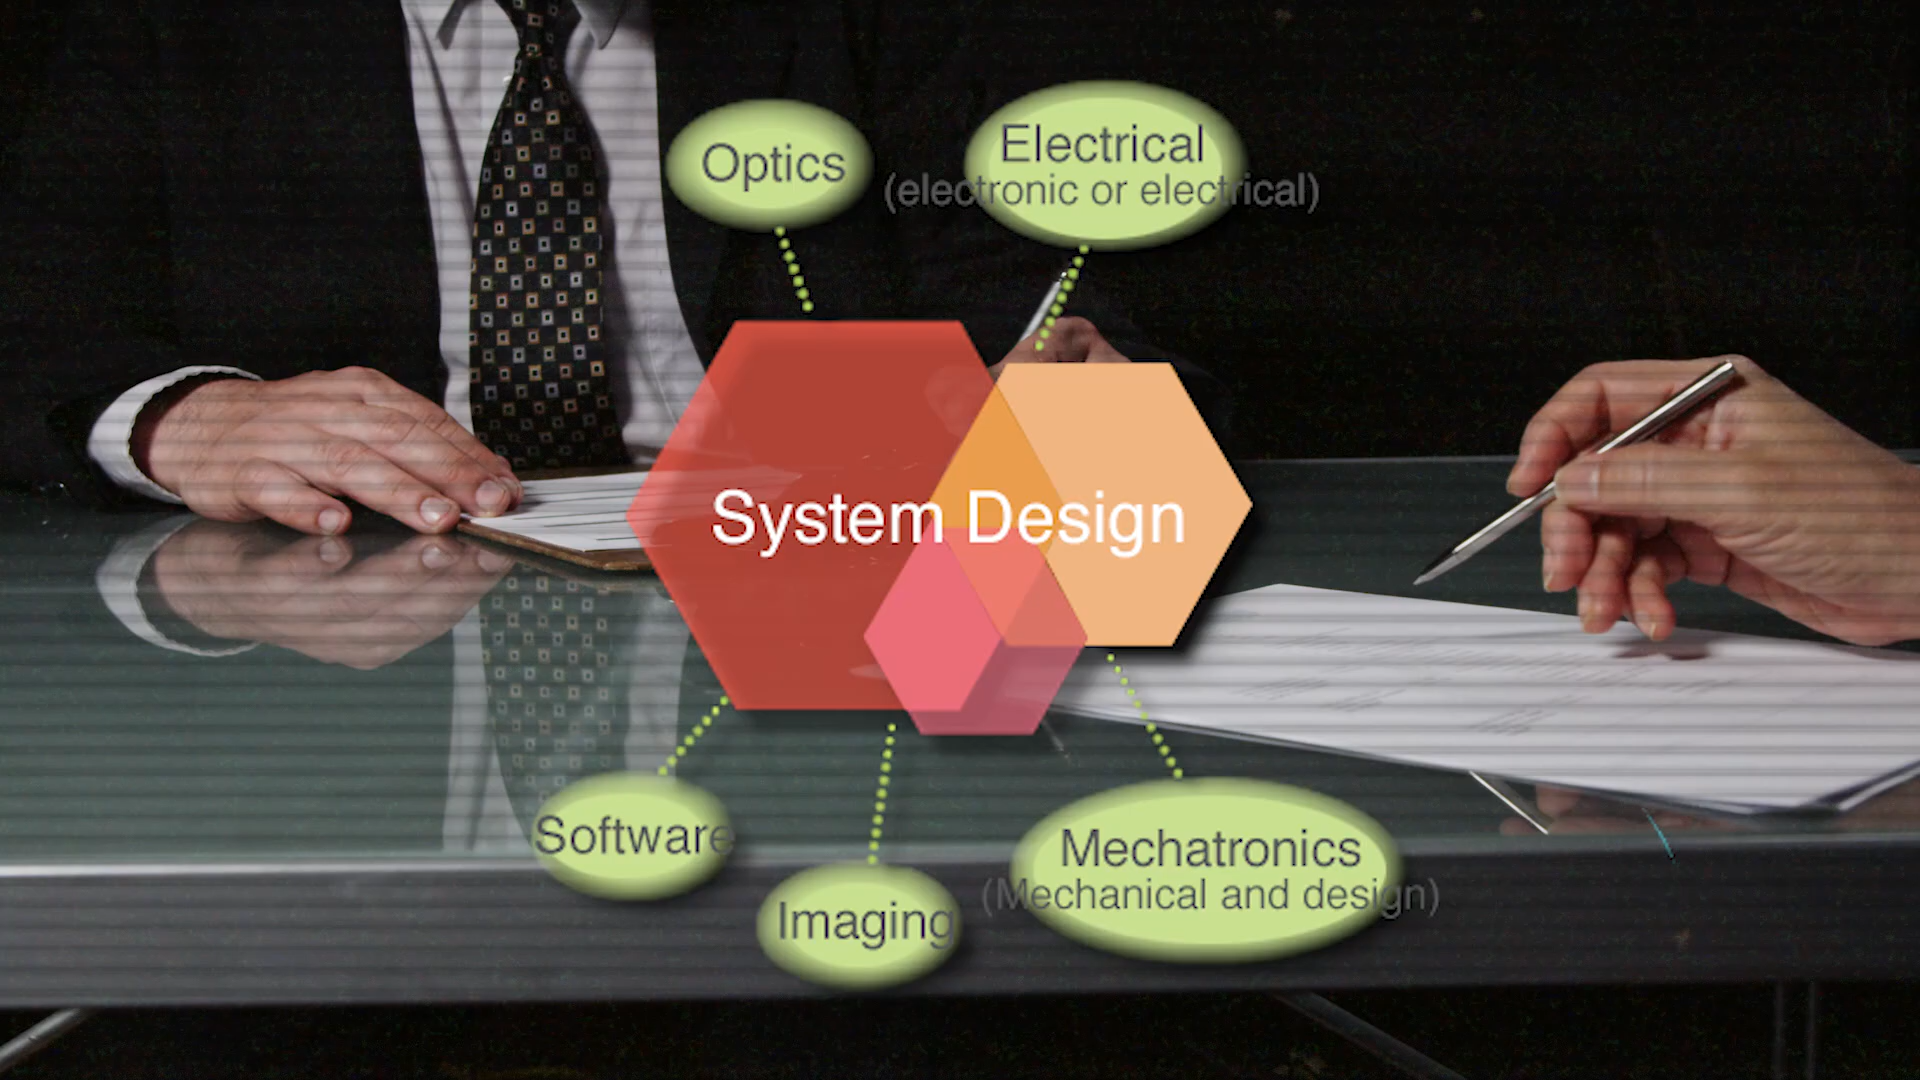 Optics
Electrical
(electronic or electrical)
System Design
Software
Imaging
Mechatronics
(Mechanical and design)